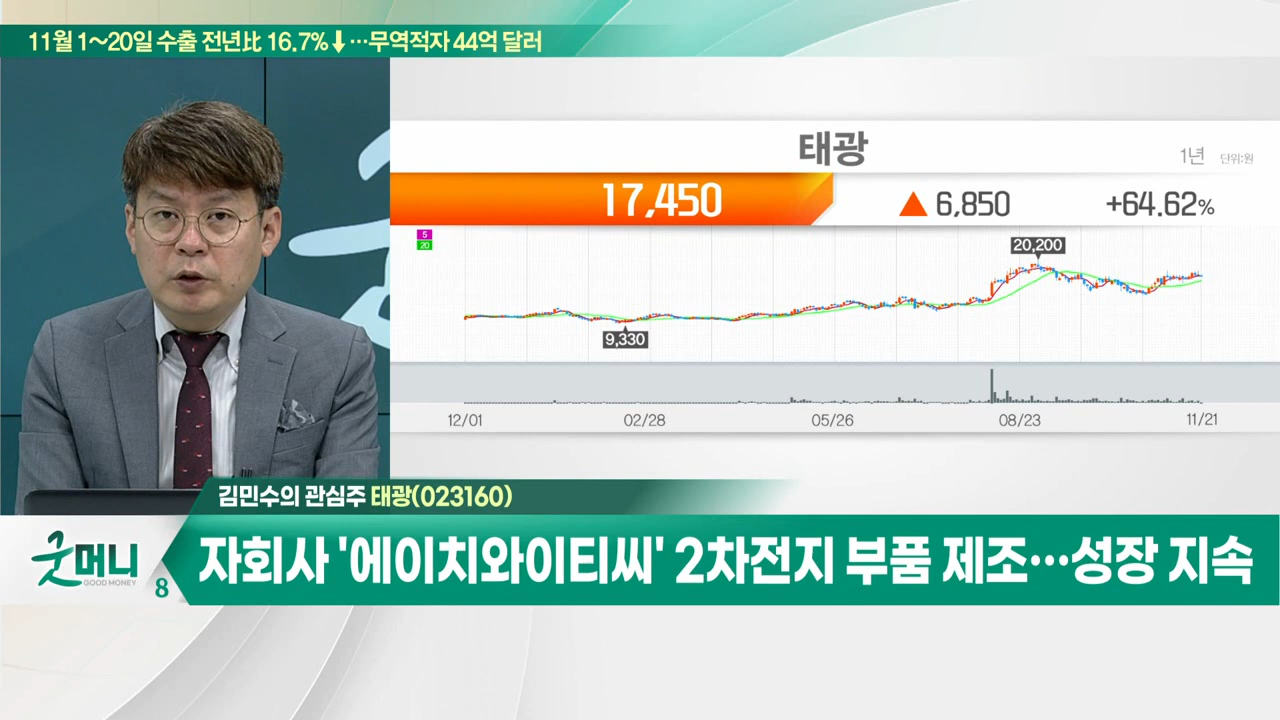 11월 1~20일 수출 전년比 16.7%⬇…무역적자 44억 달러
태광
1년 단위:원
17,450 ▲ 6,850 +64.62%
5
20
20,200
9,330
12/01 02/28 05/26 08/23 11/21
김민수의 관심주 태광(023160)
굿머니
GOOD MONEY
8
자회사 '에이치와이티씨' 2차전지 부품 제조…성장 지속